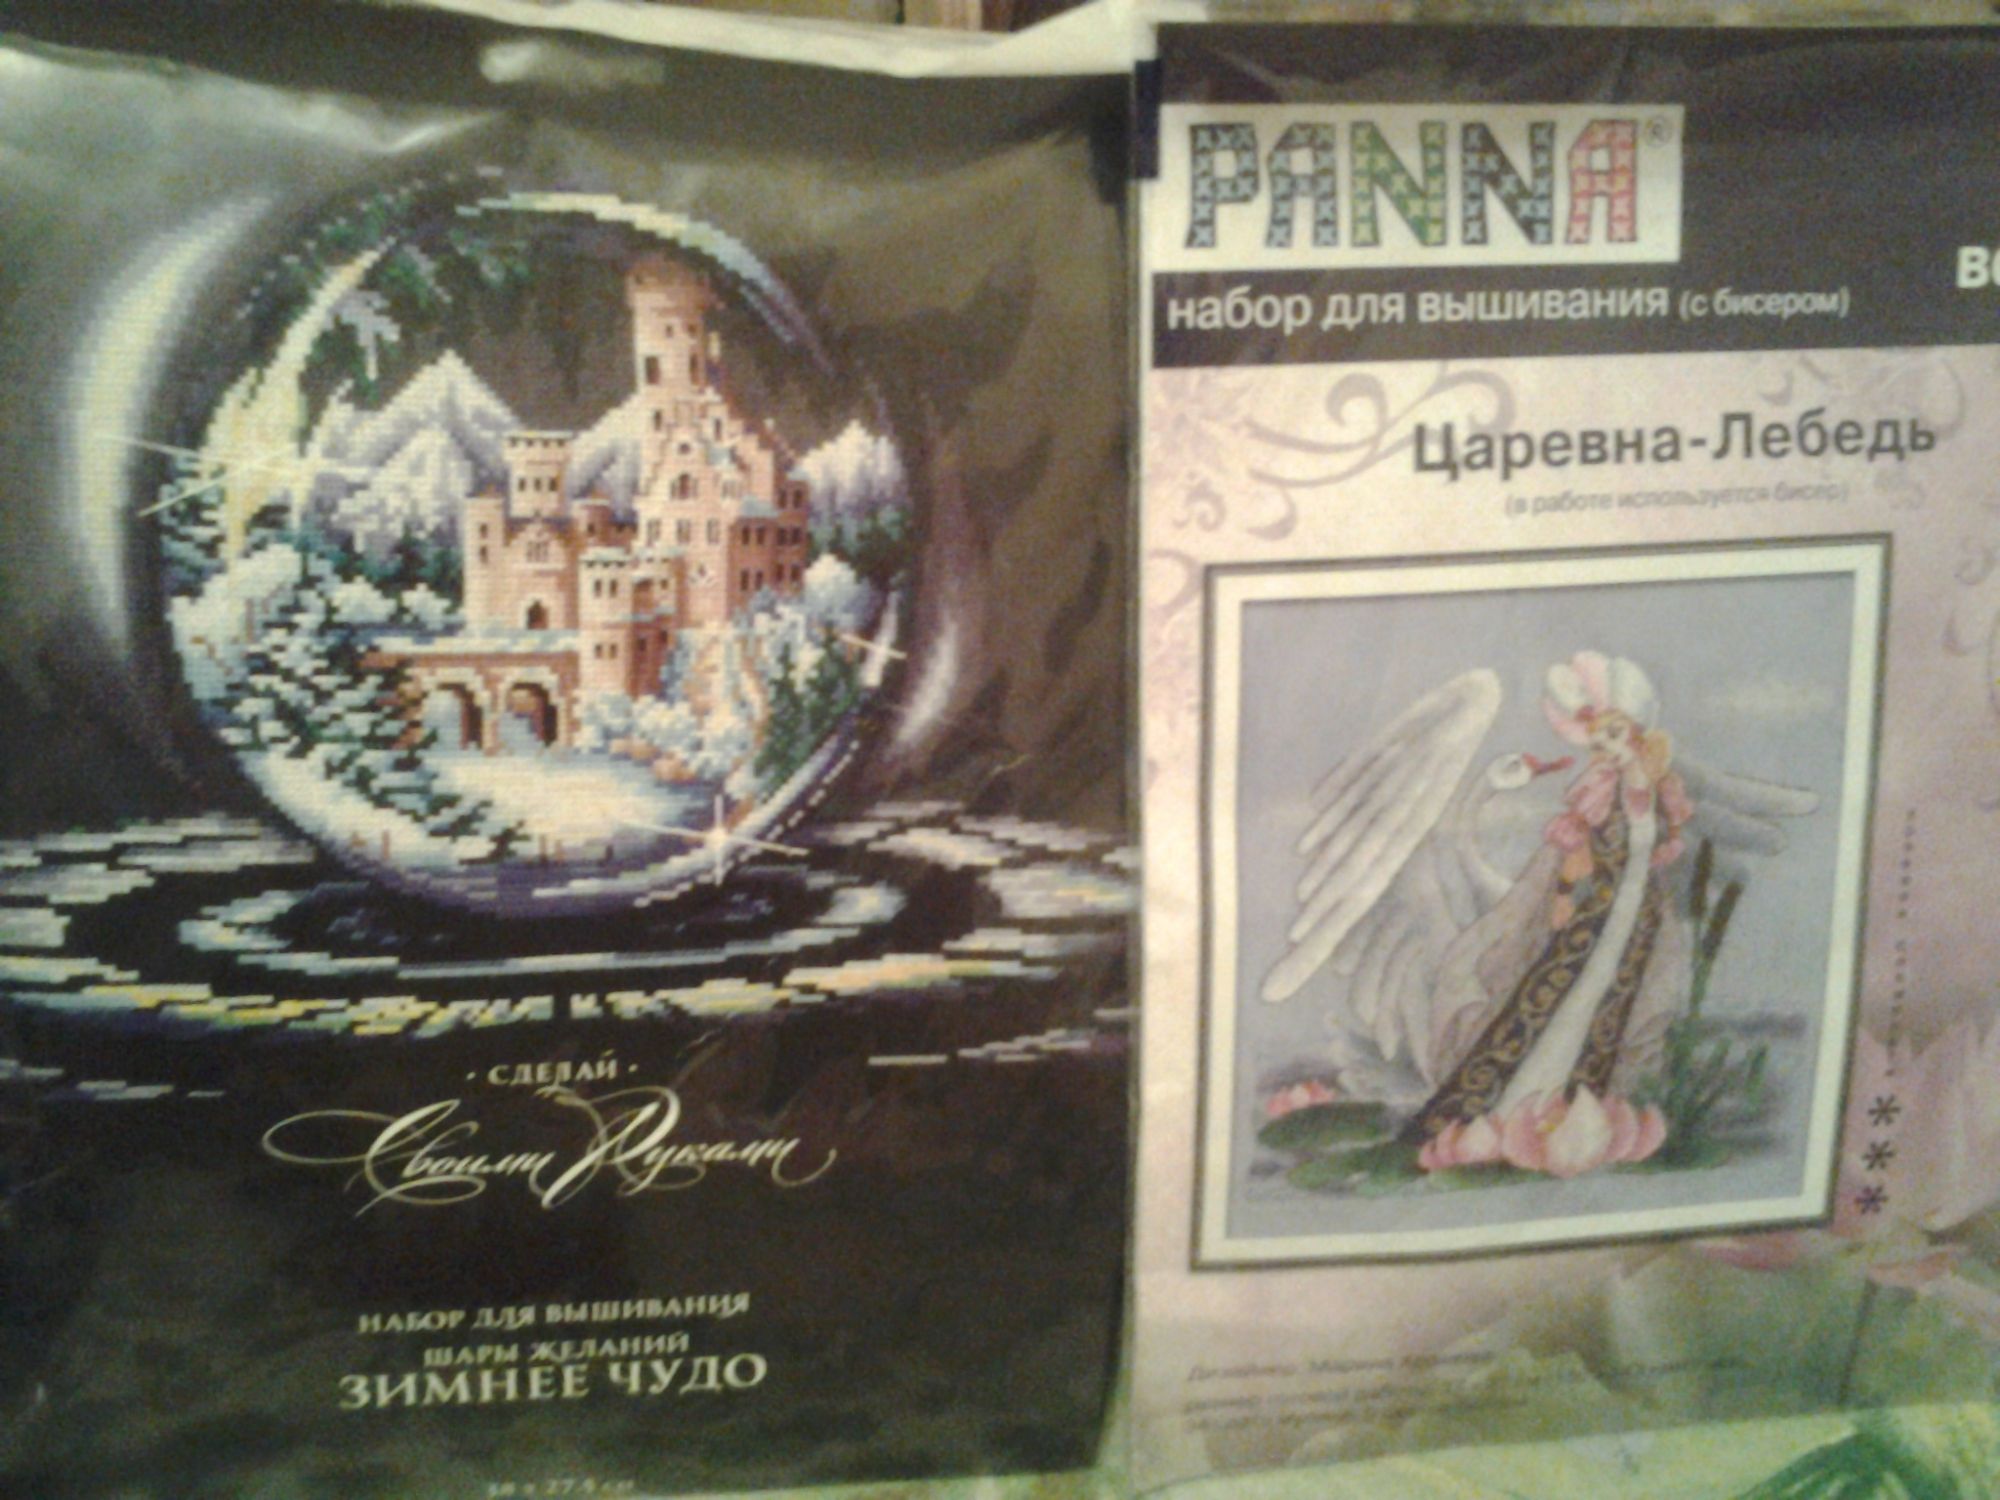 · СДЕЛАЙ ·
Своими Руками
НАБОР ДЛЯ ВЫШИВАНИЯ
ШАРЫ ЖЕЛАНИЙ
ЗИМНЕЕ ЧУДО
PANNA®
набор для вышивания (с бисером)
Царевна-Лебедь
(в работе используется бисер)